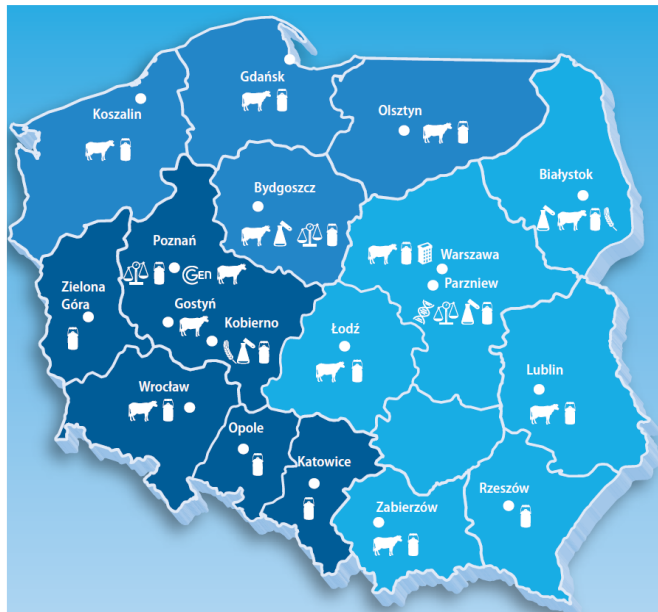 Gdańsk
Koszalin
Olsztyn
Białystok
Bydgoszcz
Poznań
GEN
Warszawa
Parzniew
Zielona
Góra
Gostyń
Kobierno
Łodź
Wrocław
Lublin
Opole
Katowice
Rzeszów
Zabierzów